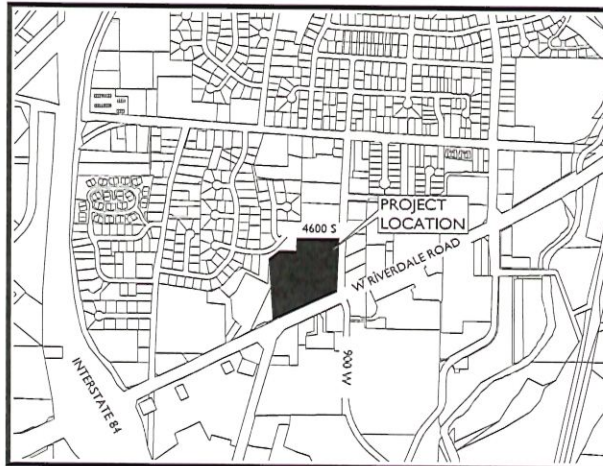 4600 S
PROJECT
LOCATION
W RIVERDALE ROAD
900 W
INTERSTATE 84